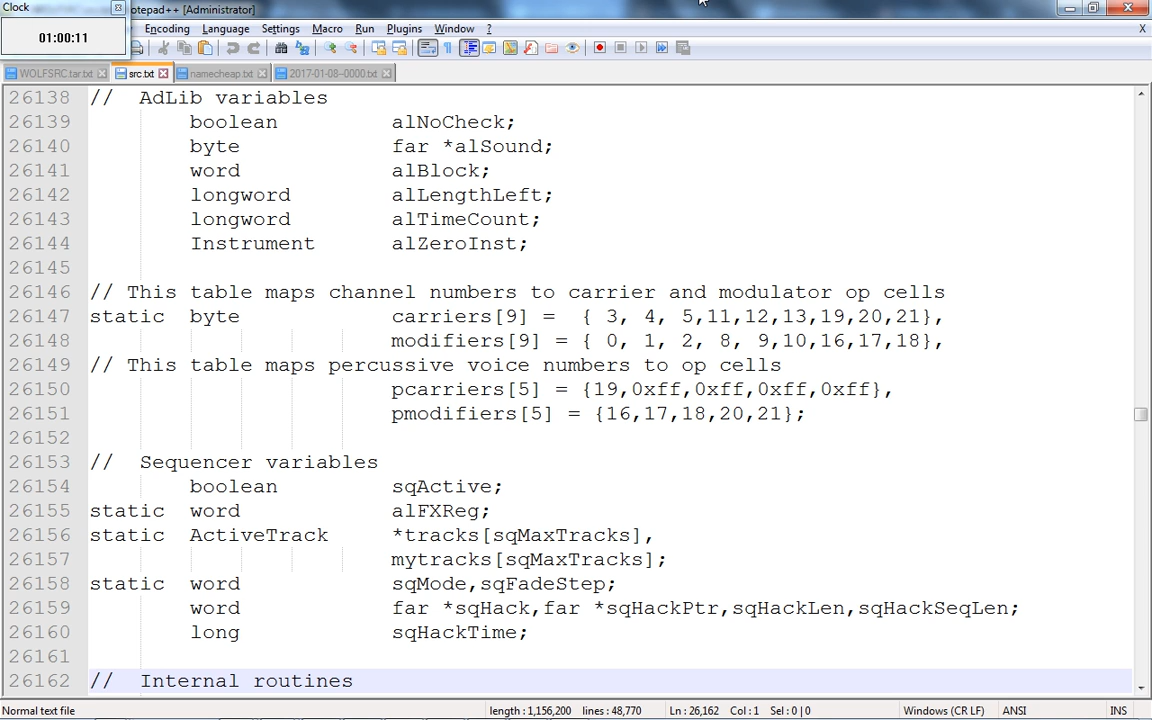 Clock
otepad++ [Administrator]
01:00:11
Encoding Language Settings Macro Run Plugins Window ? X
WOLFSRC.tar.txt src.txt namecheap.txt 2017-01-08--0000.txt
26138 // AdLib variables
26139 boolean alNoCheck;
26140 byte far *alSound;
26141 word alBlock;
26142 longword alLengthLeft;
26143 longword alTimeCount;
26144 Instrument alZeroInst;
26145
26146 // This table maps channel numbers to carrier and modulator op cells
26147 static byte carriers[9] = { 3, 4, 5,11,12,13,19,20,21},
26148 modifiers[9] = { 0, 1, 2, 8, 9,10,16,17,18},
26149 // This table maps percussive voice numbers to op cells
26150 pcarriers[5] = {19,0xff,0xff,0xff,0xff},
26151 pmodifiers[5] = {16,17,18,20,21};
26152
26153 // Sequencer variables
26154 boolean sqActive;
26155 static word alFXReg;
26156 static ActiveTrack *tracks[sqMaxTracks],
26157 mytracks[sqMaxTracks];
26158 static word sqMode,sqFadeStep;
26159 word far *sqHack,far *sqHackPtr,sqHackLen,sqHackSeqLen;
26160 long sqHackTime;
26161
26162 // Internal routines
Normal text file length : 1,156,200 lines : 48,770 Ln : 26,162 Col : 1 Sel : 0 | 0 Windows (CR LF) ANSI INS